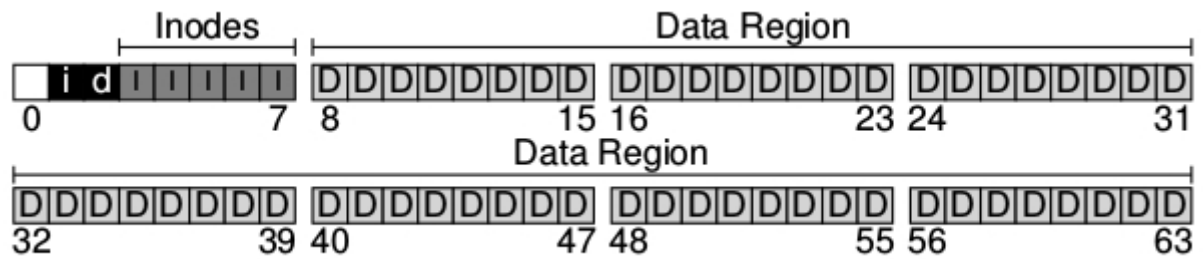 Inodes Data Region
i d I I I I I D D D D D D D D D D D D D D D D D D D D D D D D
0 7 8 15 16 23 24 31
Data Region
D D D D D D D D D D D D D D D D D D D D D D D D D D D D D D D D
32 39 40 47 48 55 56 63